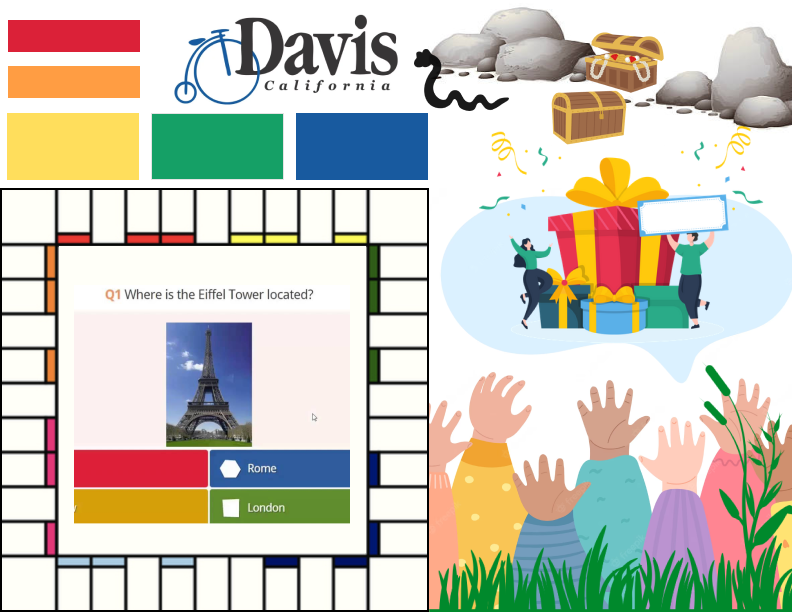 Davis
California
Q1 Where is the Eiffel Tower located?
Rome
London